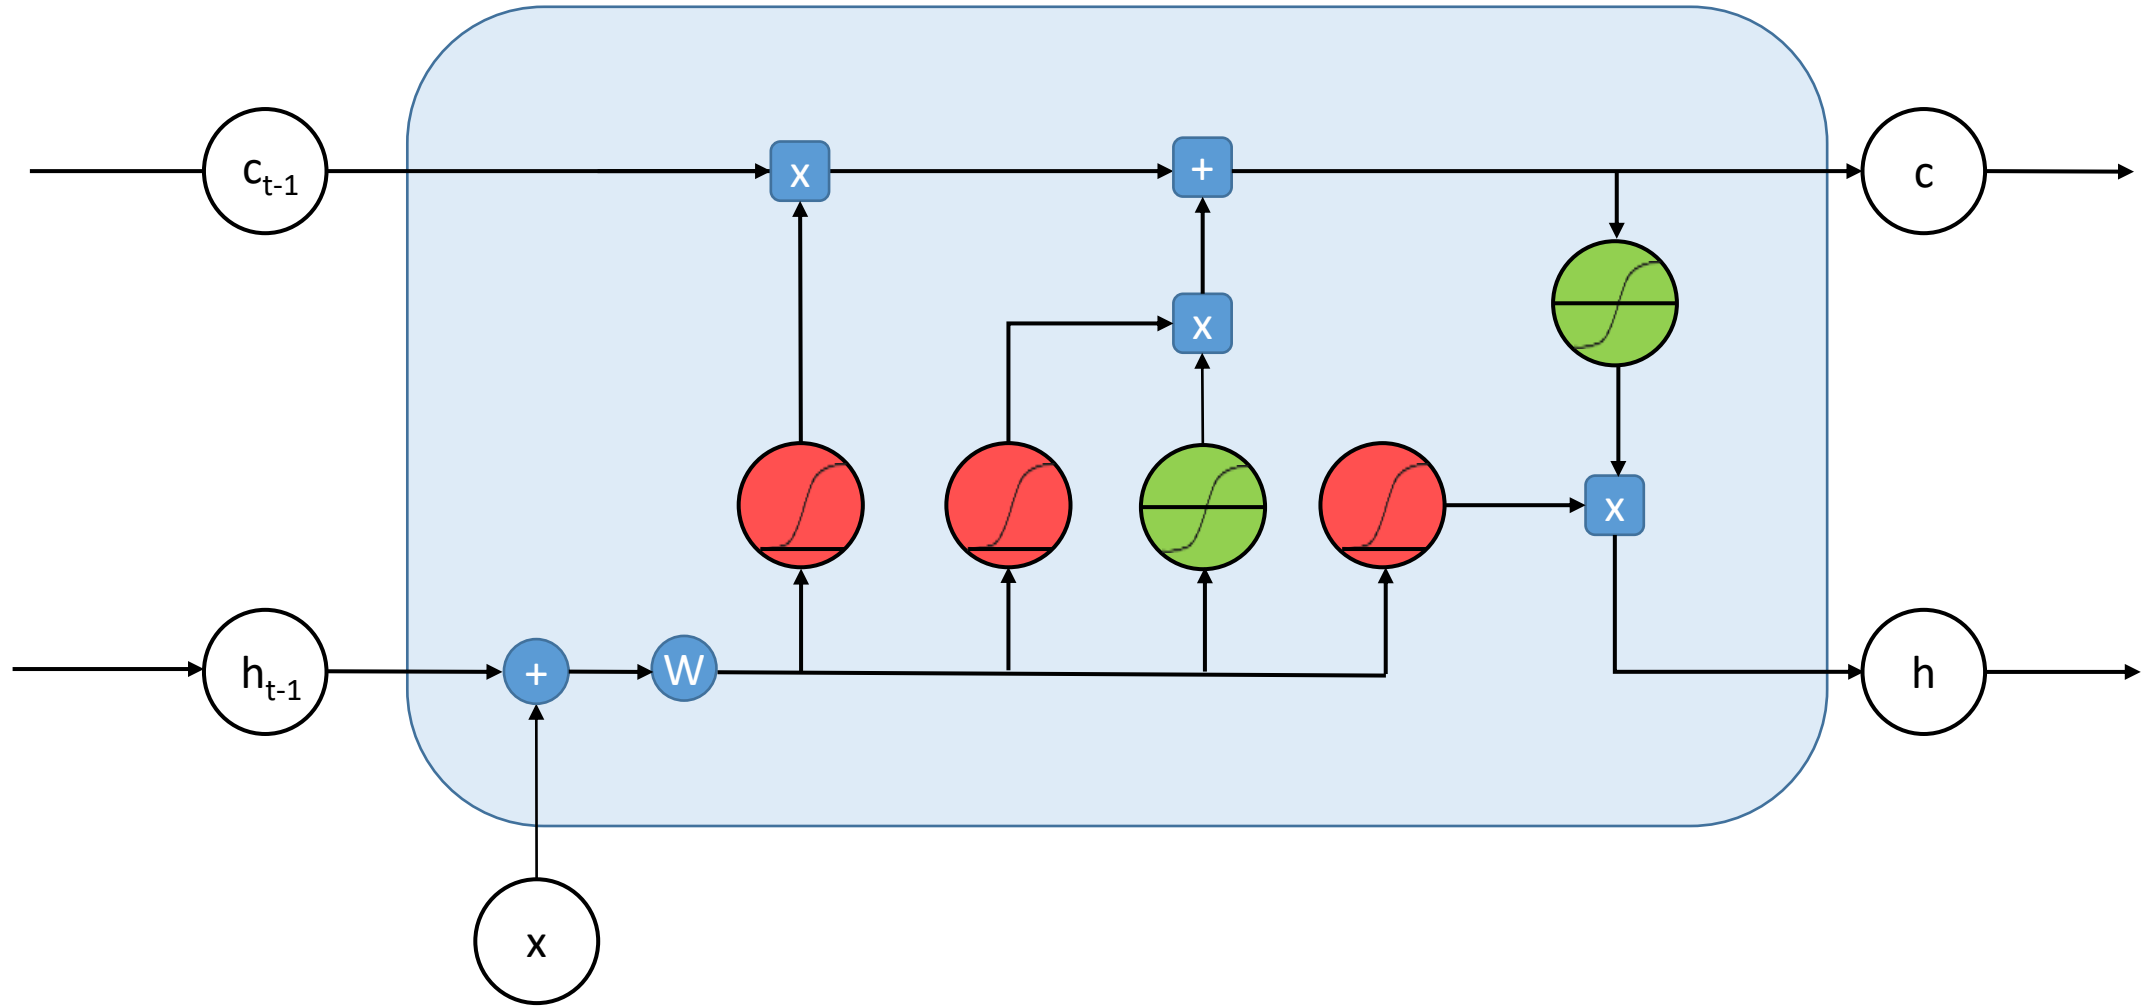 c_{t-1}
x
+
c
x
x
h_{t-1}
+
W
h
x